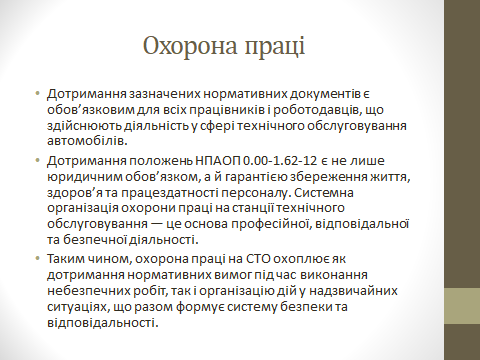 Охорона праці
• Дотримання зазначених нормативних документів є
обов’язковим для всіх працівників і роботодавців, що
здійснюють діяльність у сфері технічного обслуговування
автомобілів.
• Дотримання положень НПАОП 0.00-1.62-12 є не лише
юридичним обов’язком, а й гарантією збереження життя,
здоров’я та працездатності персоналу. Системна
організація охорони праці на станції технічного
обслуговування — це основа професійної, відповідальної
та безпечної діяльності.
• Таким чином, охорона праці на СТО охоплює як
дотримання нормативних вимог під час виконання
небезпечних робіт, так і організацію дій у надзвичайних
ситуаціях, що разом формує систему безпеки та
відповідальності.